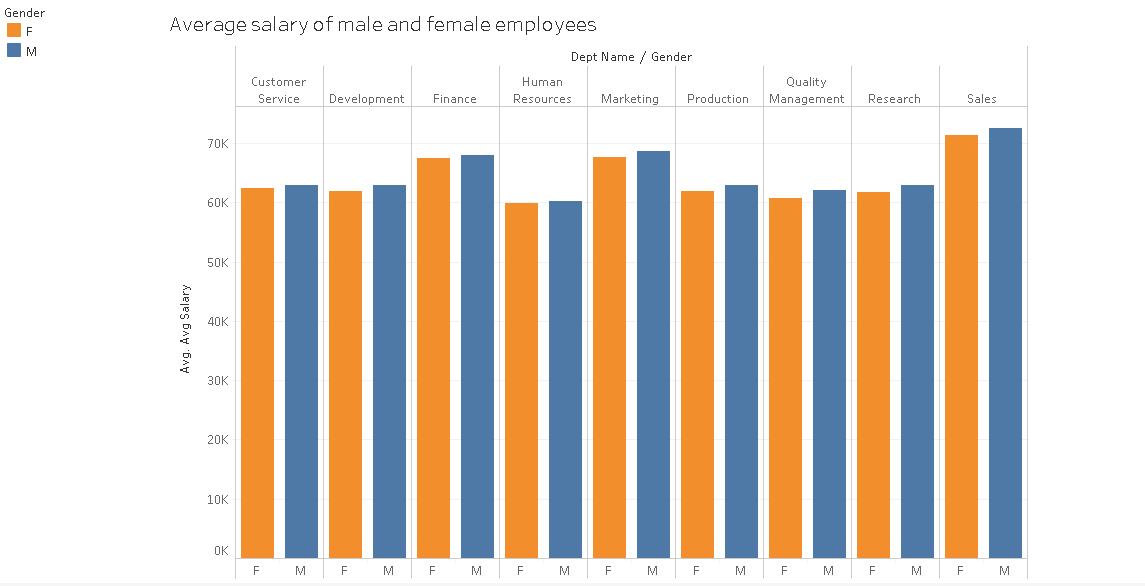 Gender
F
M
Average salary of male and female employees
Dept Name / Gender
Customer Service
Development
Finance
Human Resources
Marketing
Production
Quality Management
Research
Sales
Avg. Avg Salary
70K
60K
50K
40K
30K
20K
10K
0K
F M F M F M F M F M F M F M F M F M